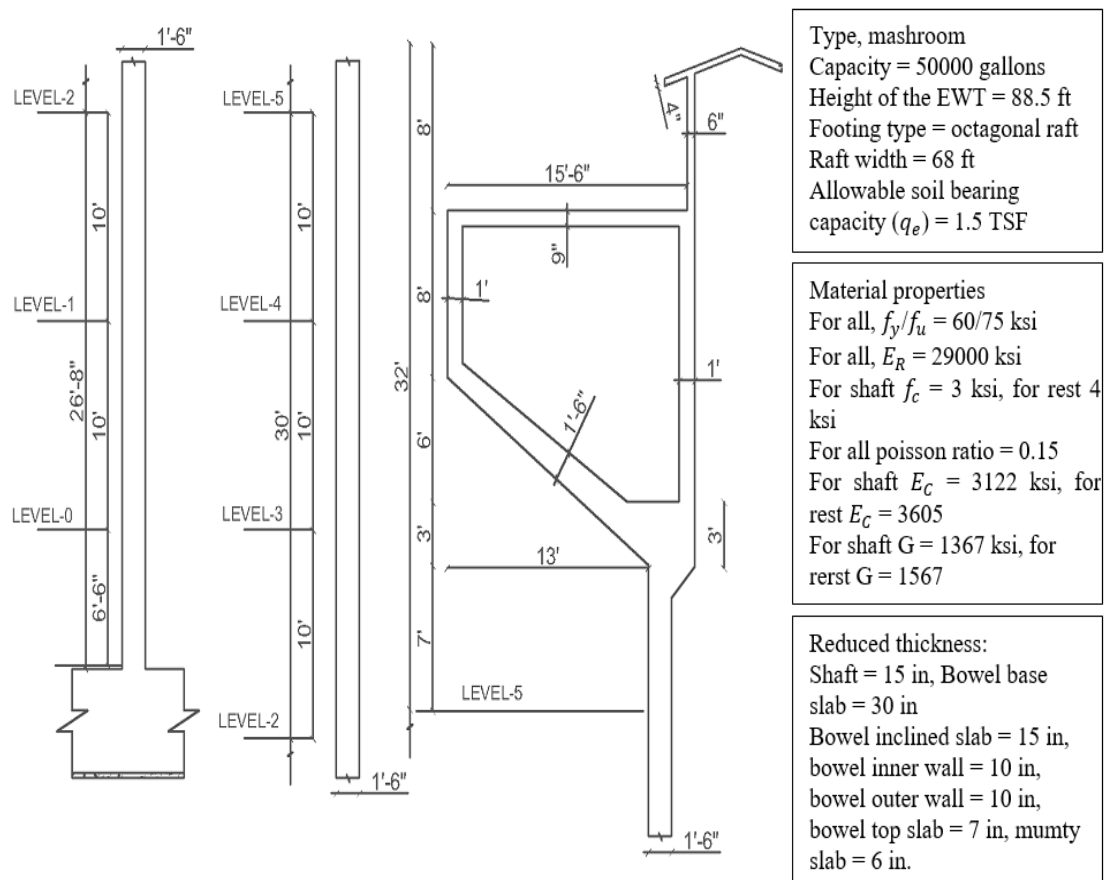 1'-6"
LEVEL-2
10'
LEVEL-1
26'-8"
10'
LEVEL-0
6'-6"
LEVEL-5
10'
LEVEL-4
30'
10'
LEVEL-3
10'
LEVEL-2
1'-6"
8'
4"
6"
15'-6"
9"
8'
1'
32'
1'
1'-6"
6'
3'
3'
13'
7'
LEVEL-5
1'-6"
Type, mashroom
Capacity = 50000 gallons
Height of the EWT = 88.5 ft
Footing type = octagonal raft
Raft width = 68 ft
Allowable soil bearing
capacity (qₑ) = 1.5 TSF
Material properties
For all, f_y/f_u = 60/75 ksi
For all, E_R = 29000 ksi
For shaft f_c = 3 ksi, for rest 4
ksi
For all poisson ratio = 0.15
For shaft E_C = 3122 ksi, for
rest E_C = 3605
For shaft G = 1367 ksi, for
rerst G = 1567
Reduced thickness:
Shaft = 15 in, Bowel base
slab = 30 in
Bowel inclined slab = 15 in,
bowel inner wall = 10 in,
bowel outer wall = 10 in,
bowel top slab = 7 in, mumty
slab = 6 in.